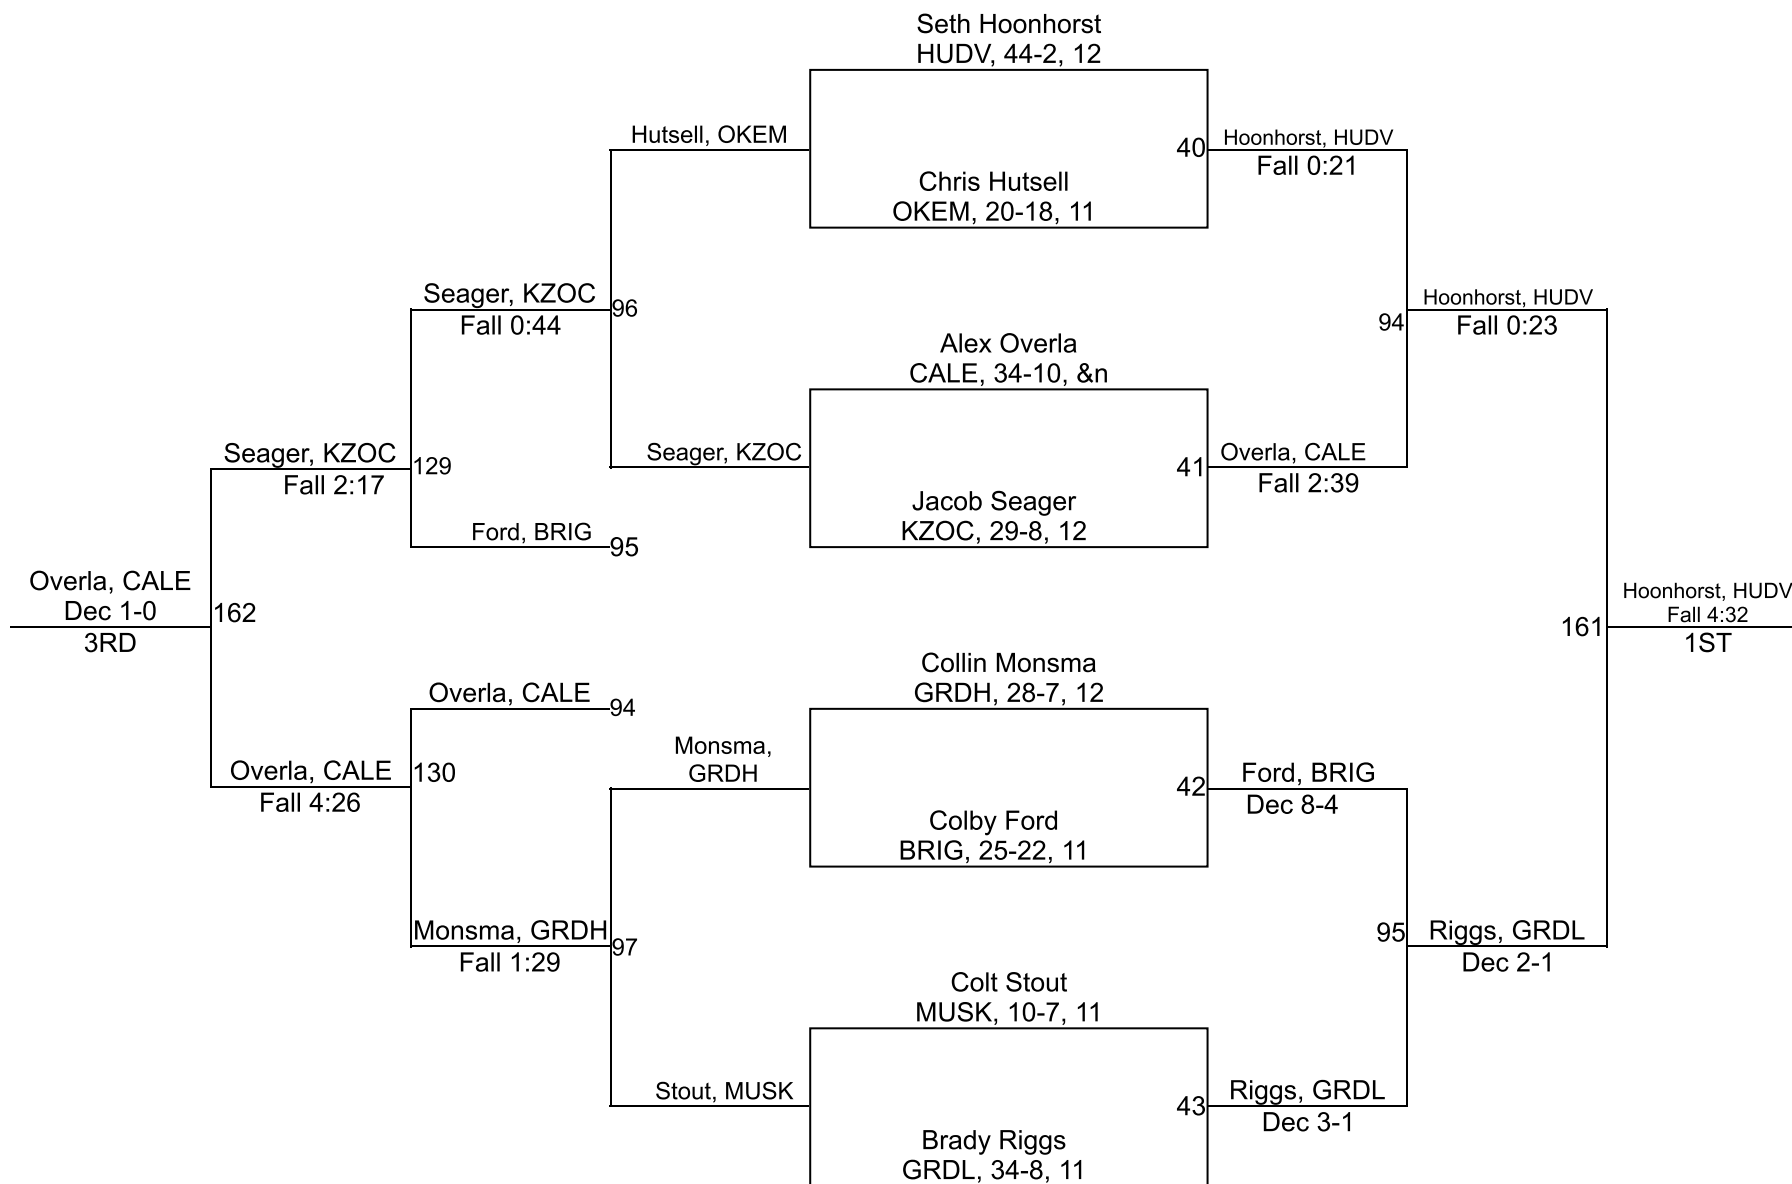 Seth Hoonhorst
HUDV, 44-2, 12
Hutsell, OKEM
40
Hoonhorst, HUDV
Fall 0:21
Chris Hutsell
OKEM, 20-18, 11
Seager, KZOC
Fall 0:44
96
94
Hoonhorst, HUDV
Fall 0:23
Alex Overla
CALE, 34-10, &n
Seager, KZOC
Fall 2:17
129
Seager, KZOC
41
Overla, CALE
Fall 2:39
Jacob Seager
KZOC, 29-8, 12
Ford, BRIG
95
Overla, CALE
Dec 1-0
3RD
162
161
Hoonhorst, HUDV
Fall 4:32
1ST
Collin Monsma
GRDH, 28-7, 12
Overla, CALE
94
Monsma,
GRDH
Overla, CALE
Fall 4:26
130
42
Ford, BRIG
Dec 8-4
Colby Ford
BRIG, 25-22, 11
Monsma, GRDH
Fall 1:29
97
95
Riggs, GRDL
Dec 2-1
Colt Stout
MUSK, 10-7, 11
Stout, MUSK
43
Riggs, GRDL
Dec 3-1
Brady Riggs
GRDL, 34-8, 11